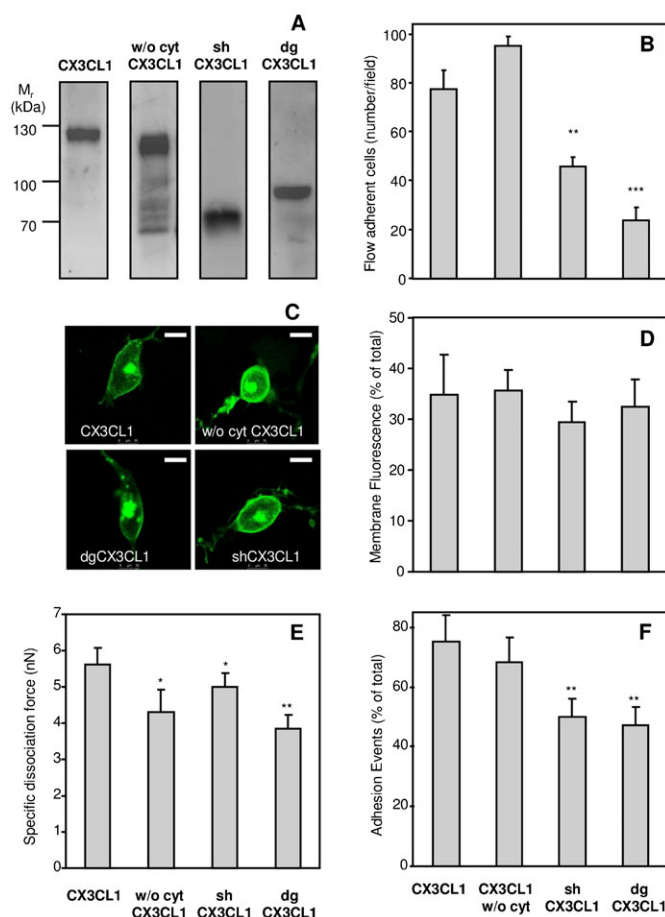 A
CX3CL1
w/o cyt
CX3CL1
sh
CX3CL1
dg
CX3CL1
Mr
(kDa)
130
100
70
B
Flow adherent cells (number/field)
100
80
60
40
20
0
**
***
C
CX3CL1
w/o cyt CX3CL1
dgCX3CL1
shCX3CL1
D
Membrane Fluorescence (% of total)
50
40
30
20
10
0
E
Specific dissociation force (nN)
7
6
5
4
3
2
1
0
*
*
**
CX3CL1
w/o cyt
CX3CL1
sh
CX3CL1
dg
CX3CL1
F
Adhesion Events (% of total)
80
60
40
20
0
**
**
CX3CL1
CX3CL1
w/o cyt
sh
CX3CL1
dg
CX3CL1